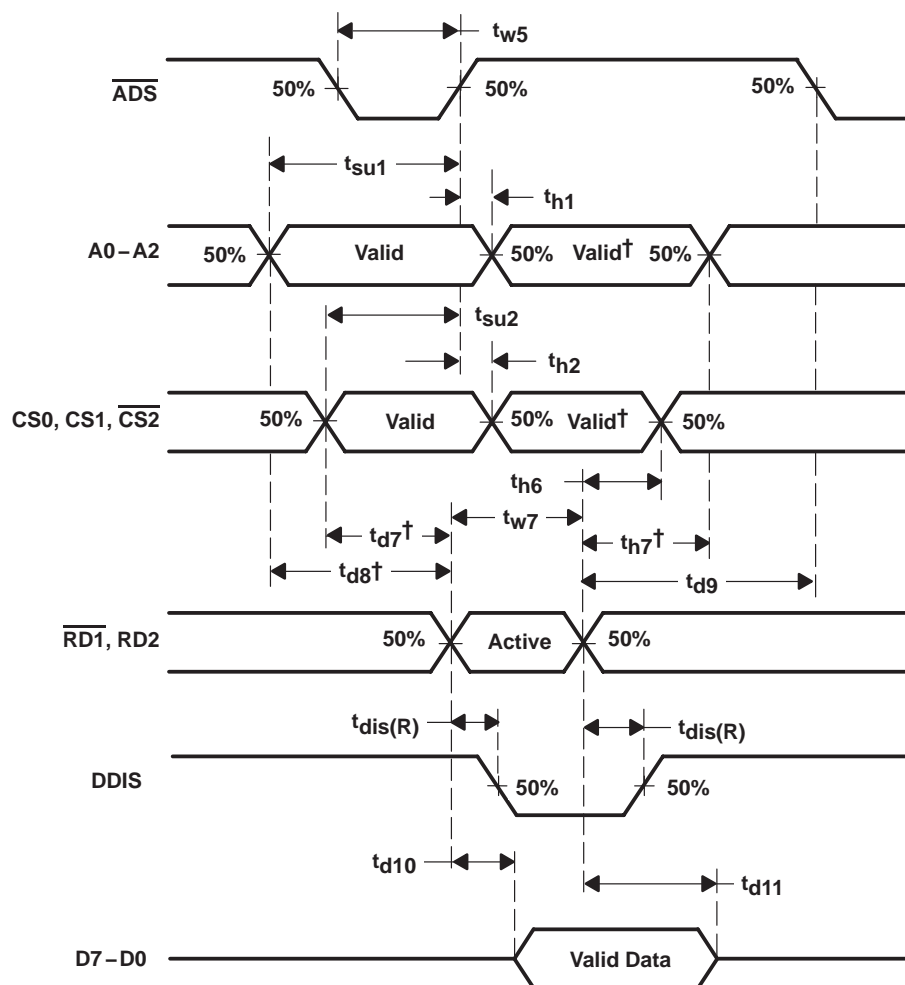 tw5
ADS
50%
50%
50%
tsu1
th1
A0–A2
50%
Valid
50%
Valid†
50%
tsu2
th2
CS0, CS1, CS2
50%
Valid
50%
Valid†
50%
th6
tw7
td7†
th7†
td8†
td9
RD1, RD2
50%
Active
50%
tdis(R)
tdis(R)
DDIS
50%
50%
td10
td11
D7–D0
Valid Data